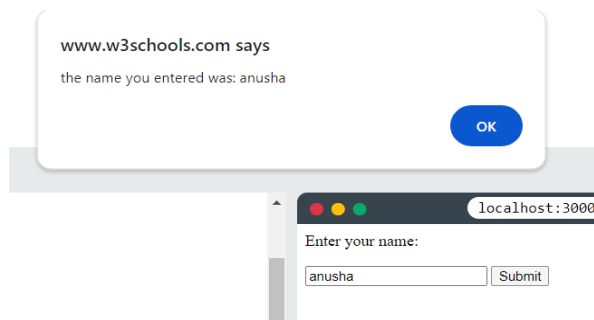 www.w3schools.com says
the name you entered was: anusha
OK
localhost:3000
Enter your name:
anusha Submit